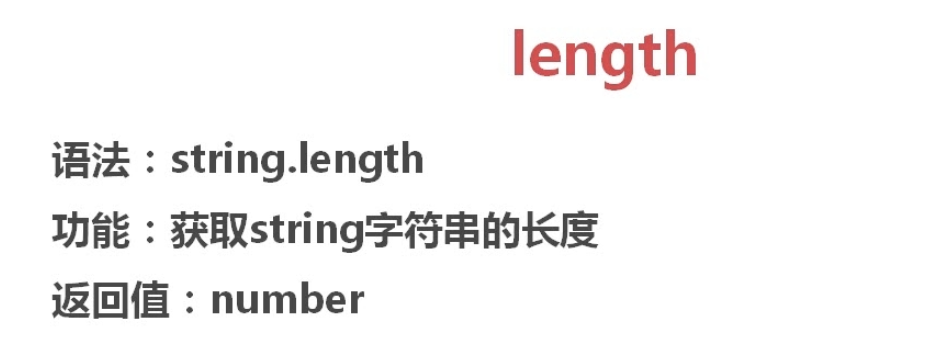 length
语法：string.length
功能：获取string字符串的长度
返回值：number